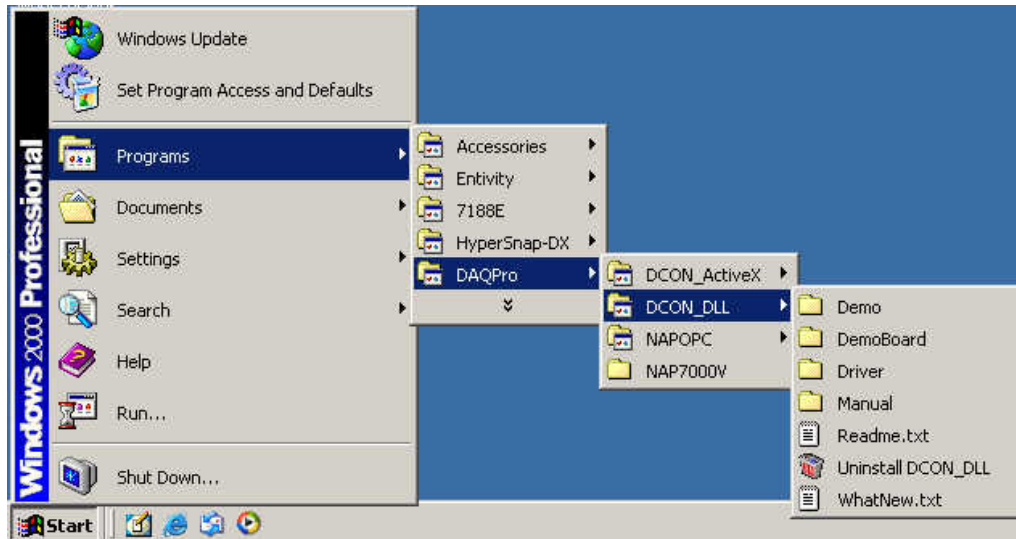 Windows Update
Set Program Access and Defaults
Programs
Documents
Settings
Search
Help
Run...
Shut Down...
Windows 2000 Professional
Accessories
Entivity
7188E
HyperSnap-DX
DAQPro
DCON_ActiveX
DCON_DLL
NAPOPC
NAP7000V
Demo
DemoBoard
Driver
Manual
Readme.txt
Uninstall DCON_DLL
WhatNew.txt
Start